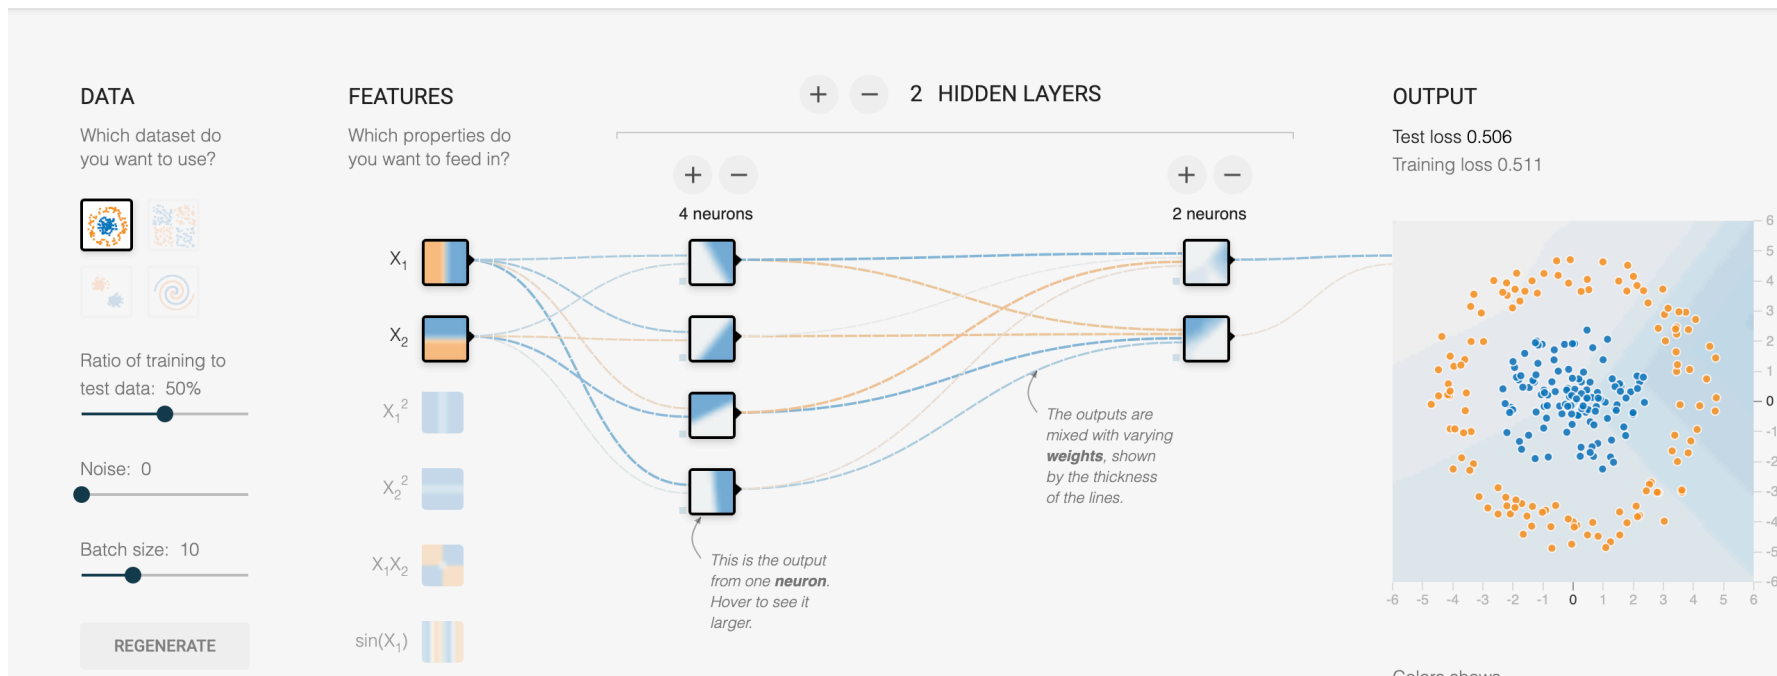 DATA
Which dataset do
you want to use?
Ratio of training to
test data: 50%
Noise: 0
Batch size: 10
REGENERATE
FEATURES
Which properties do
you want to feed in?
X1
X2
X1²
X2²
X1X2
sin(X1)
+ − 2 HIDDEN LAYERS
+ −
4 neurons
+ −
2 neurons
The outputs are
mixed with varying
weights, shown
by the thickness
of the lines.
This is the output
from one neuron.
Hover to see it
larger.
OUTPUT
Test loss 0.506
Training loss 0.511
6
5
4
3
2
1
0
-1
-2
-3
-4
-5
-6
-6 -5 -4 -3 -2 -1 0 1 2 3 4 5 6